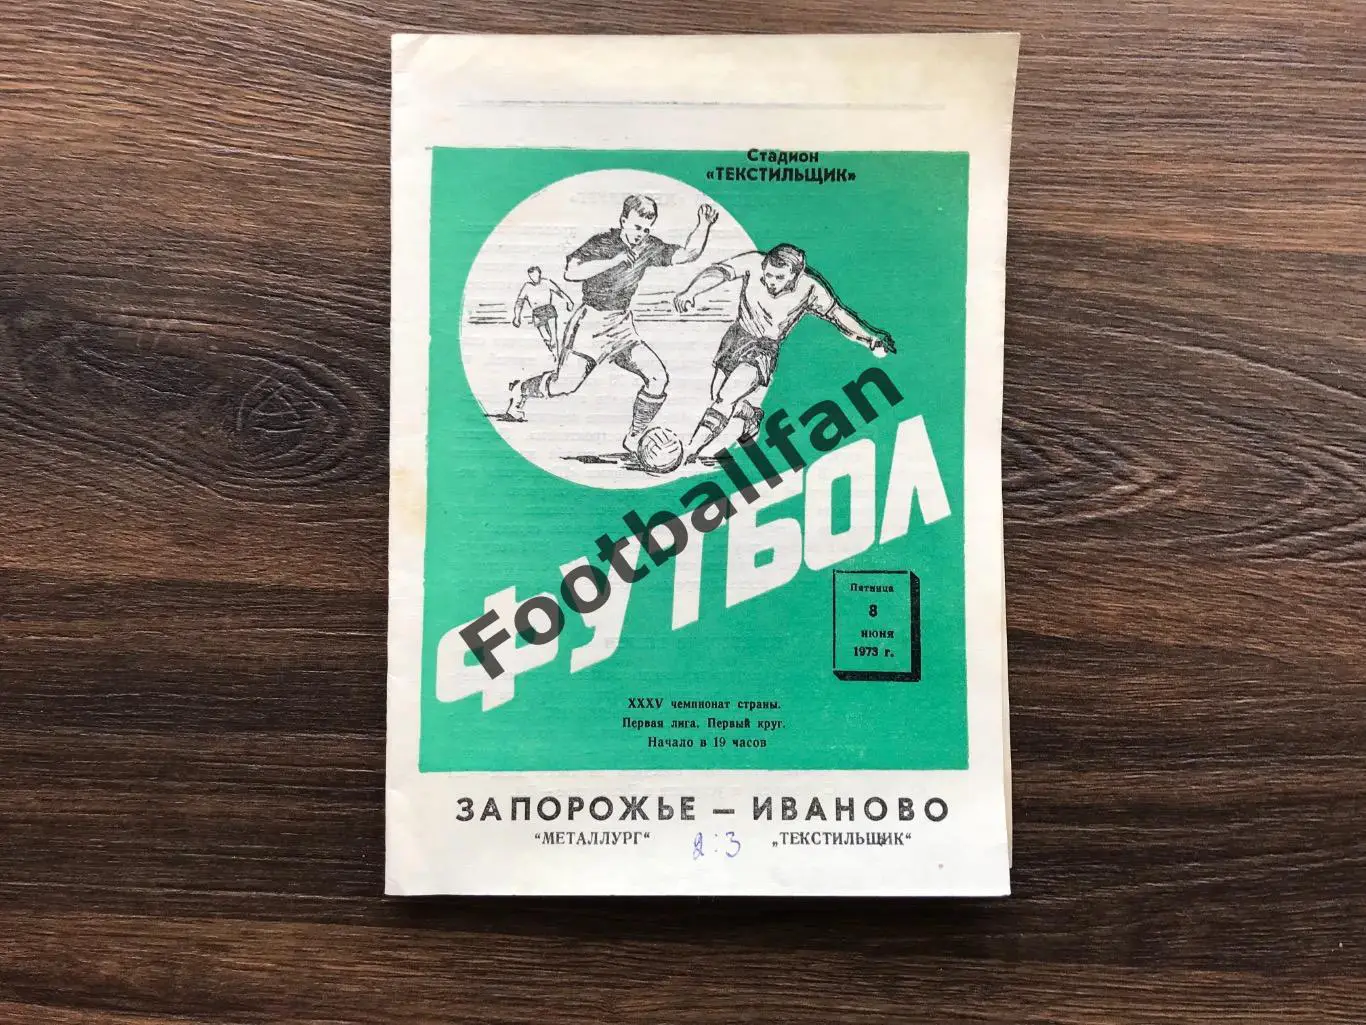 Стадион
«ТЕКСТИЛЬЩИК»
ФУТБОЛ
Footballfan
Пятница
8
июня
1973 г.
XXXV чемпионат страны.
Первая лига. Первый круг.
Начало в 19 часов
ЗАПОРОЖЬЕ — ИВАНОВО
"МЕТАЛЛУРГ" 2:3 „ТЕКСТИЛЬЩИК"